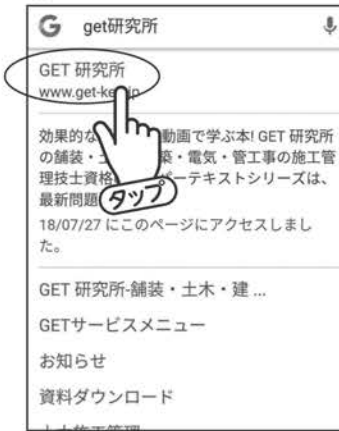 G get研究所
GET 研究所
www.get-ke
効果的な 動画で学ぶ本! GET 研究所
の舗装・ 築・電気・管工事の施工管
理技士資格 ーテキストシリーズは、
最新問題
タップ
18/07/27 にこのページにアクセスしまし
た。
GET 研究所-舗装・土木・建 ...
GETサービスメニュー
お知らせ
資料ダウンロード